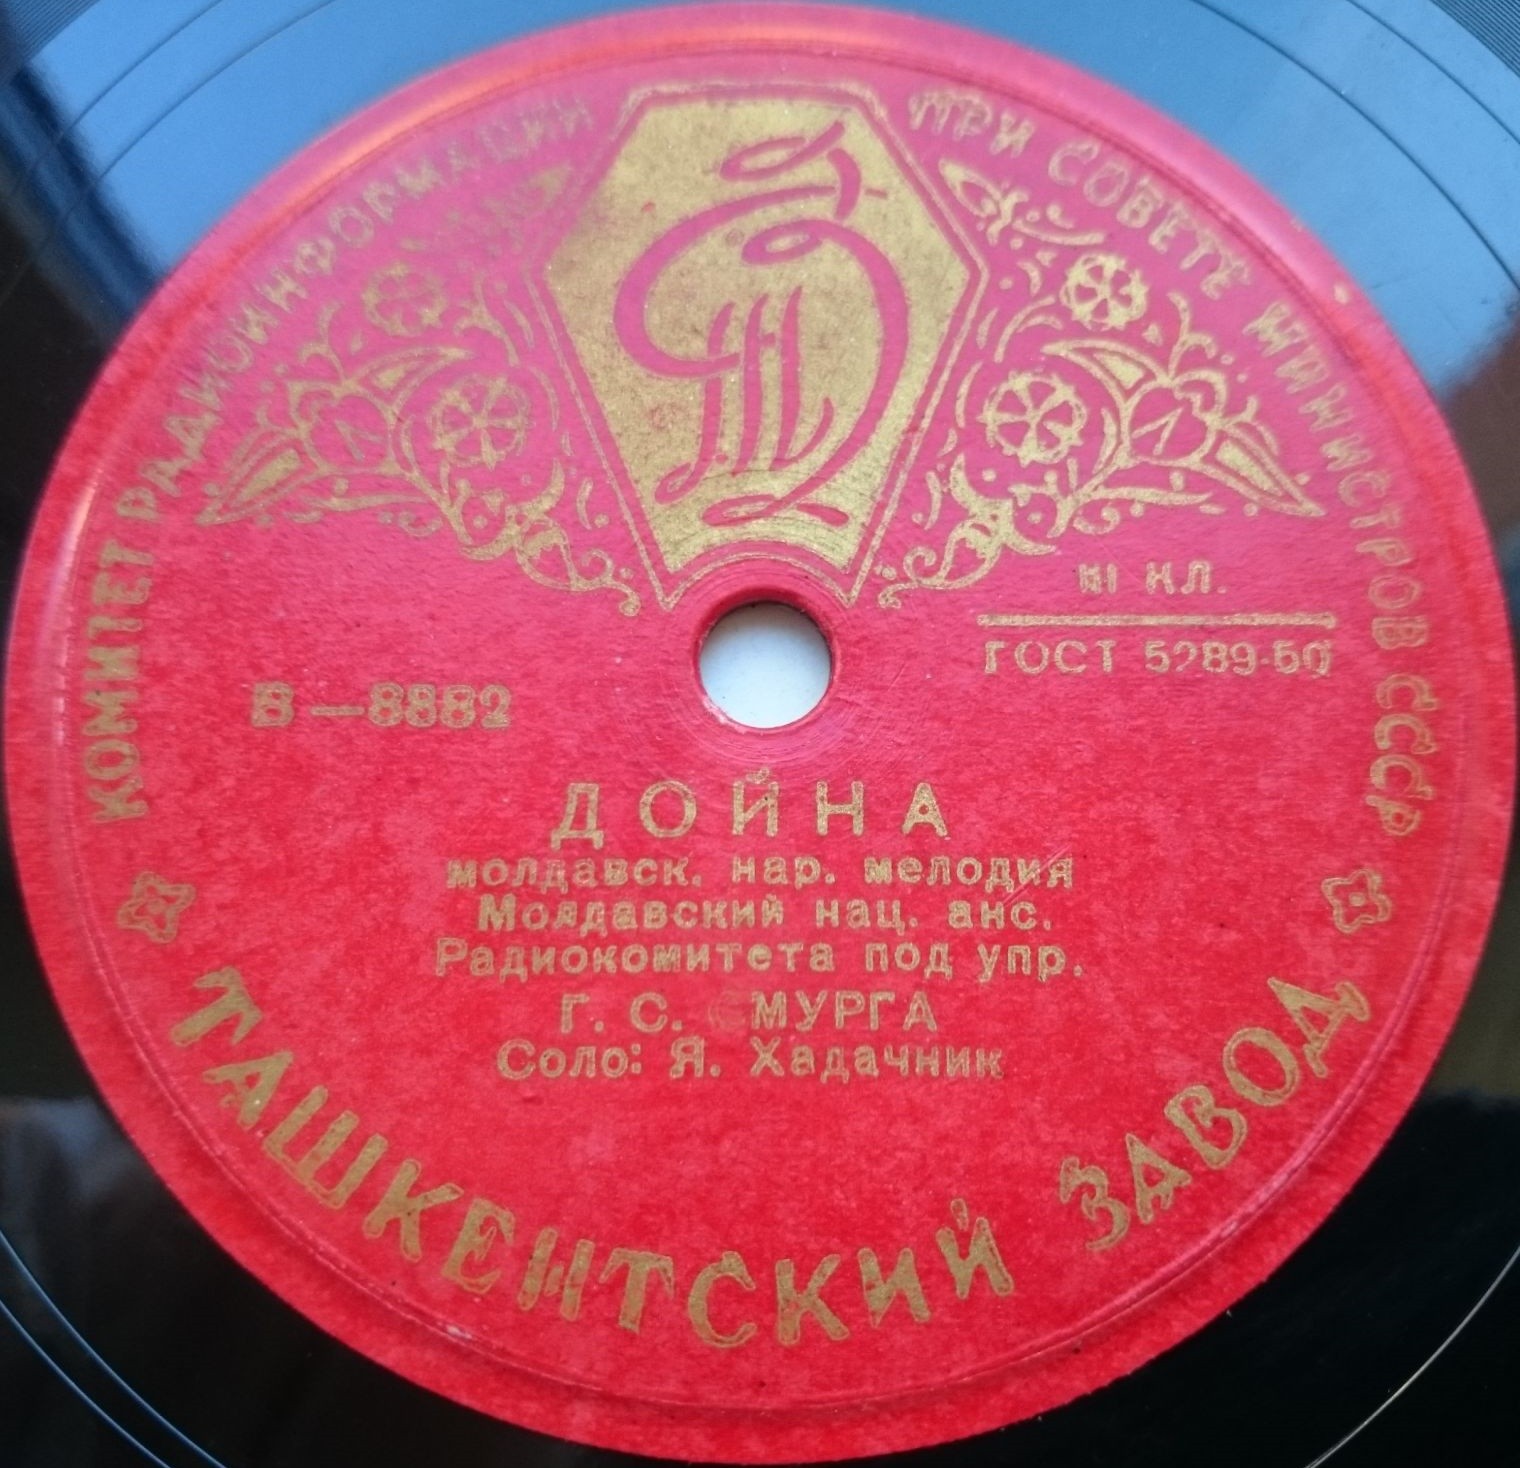 КОМИТЕТ РАДИОИНФОРМАЦИИ ПРИ СОВЕТЕ МИНИСТРОВ СССР
III КЛ.
ГОСТ 5289-50
В—8882
ДОЙНА
молдавск. нар. мелодия
Молдавский нац. анс.
Радиокомитета под упр.
Г. С. МУРГА
Соло: Я. Хадачник
ТАШКЕНТСКИЙ ЗАВОД